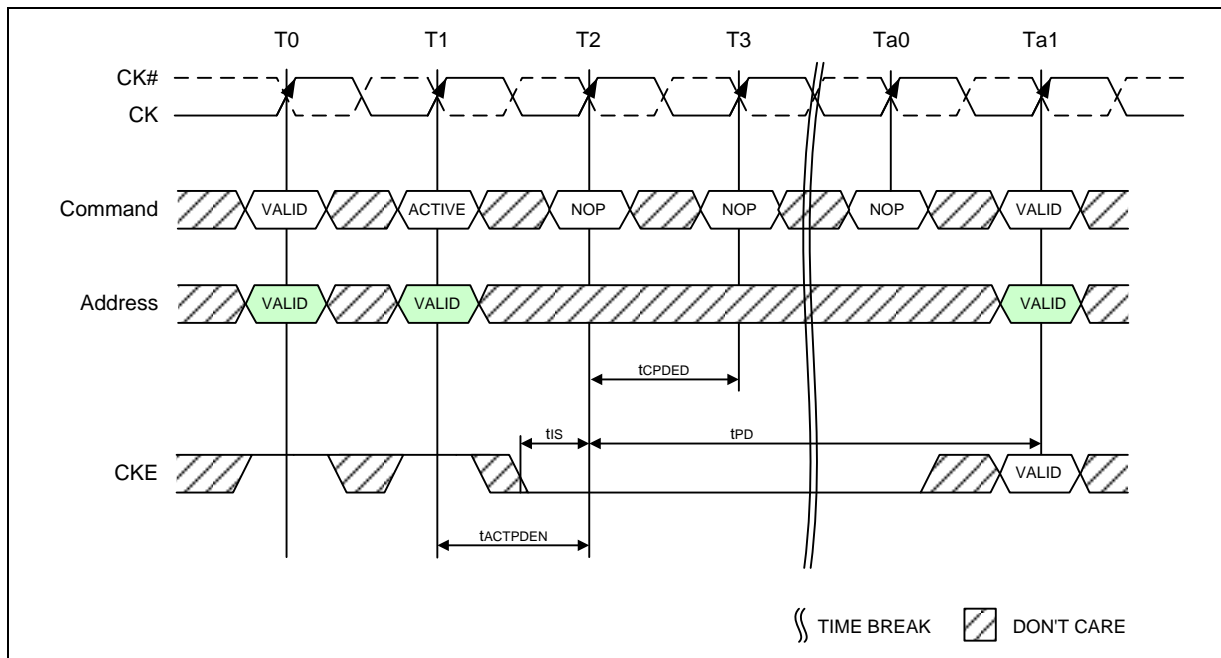 T0 T1 T2 T3 Ta0 Ta1
CK#
CK
Command VALID ACTIVE NOP NOP NOP VALID
Address VALID VALID VALID
tCPDED
tIS tPD
CKE VALID
tACTPDEN
TIME BREAK DON'T CARE